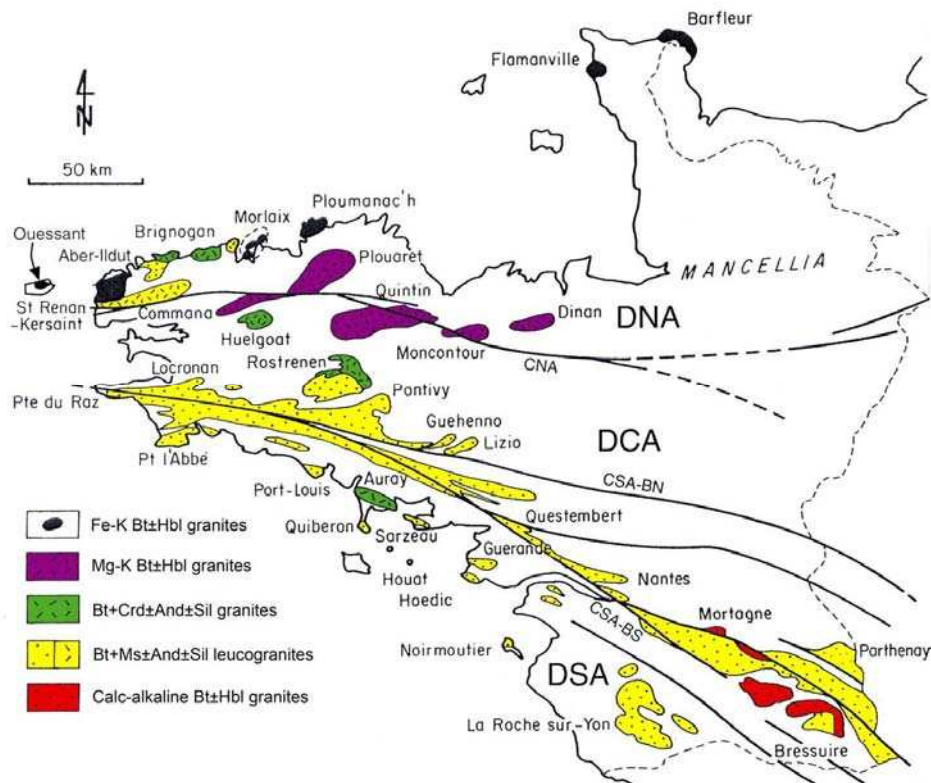 Barfleur
Flamanville
N
50 km
Ploumanac'h
Morlaix
Brignogan
Ouessant
Aber-Ildut
Plouaret
MANCELLIA
St Renan
-Kersaint
Commana
Quintin
Dinan
DNA
Huelgoat
Moncontour
CNA
Rostrenen
Locronan
Pontivy
Pte du Raz
Guehenno
Lizio
DCA
Pt l'Abbé
CSA-BN
Port-Louis
Auray
Questembert
Quiberon
Sarzeau
Guerande
Houat
Hoedic
Nantes
Mortagne
CSA-BS
Parthenay
Noirmoutier
DSA
La Roche sur-Yon
Bressuire
Fe-K Bt±Hbl granites
Mg-K Bt±Hbl granites
Bt+Crd±And±Sil granites
Bt+Ms±And±Sil leucogranites
Calc-alkaline Bt±Hbl granites